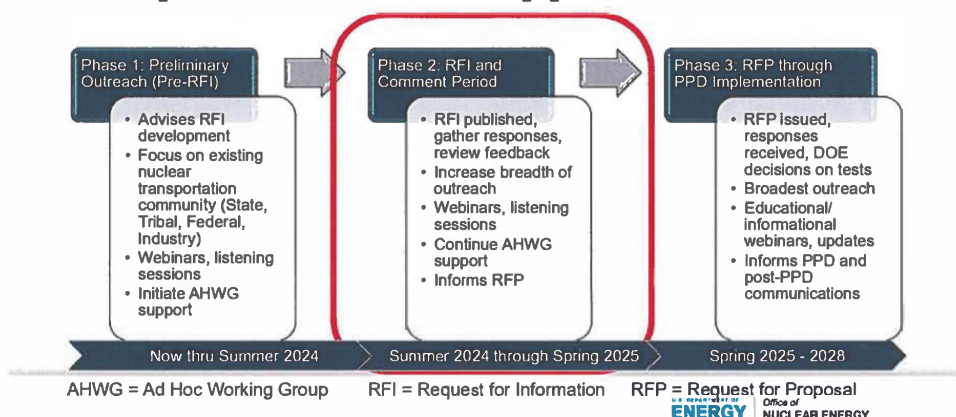 Phase 1: Preliminary
Outreach (Pre-RFI)
• Advises RFI
development
• Focus on existing
nuclear
transportation
community (State,
Tribal, Federal,
Industry)
• Webinars, listening
sessions
• Initiate AHWG
support
Phase 2: RFI and
Comment Period
• RFI published,
gather responses,
review feedback
• Increase breadth of
outreach
• Webinars, listening
sessions
• Continue AHWG
support
• Informs RFP
Phase 3: RFP through
PPD Implementation
• RFP issued,
responses
received, DOE
decisions on tests
• Broadest outreach
• Educational/
informational
webinars, updates
• Informs PPD and
post-PPD
communications
Now thru Summer 2024
Summer 2024 through Spring 2025
Spring 2025 - 2028
AHWG = Ad Hoc Working Group
RFI = Request for Information
RFP = Request for Proposal
U.S. DEPARTMENT OF
ENERGY
Office of
NUCLEAR ENERGY